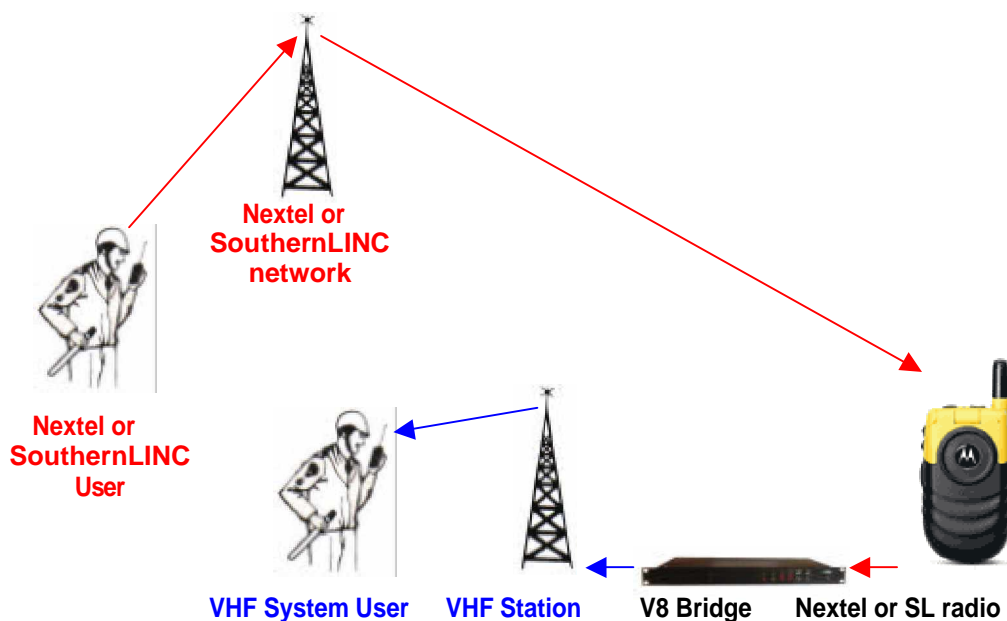 Nextel or
SouthernLINC
network
Nextel or
SouthernLINC
User
VHF System User
VHF Station
V8 Bridge
Nextel or SL radio